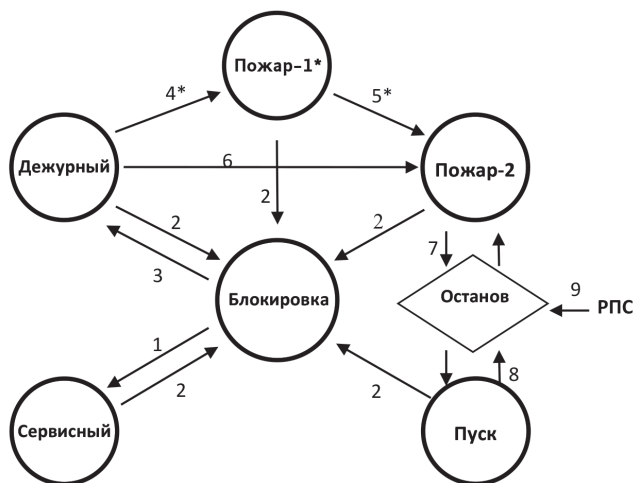 Пожар-1*
4*
5*
Дежурный
6
Пожар-2
2
2
2
7
3
Блокировка
Останов
9
РПС
1
2
2
8
Сервисный
Пуск